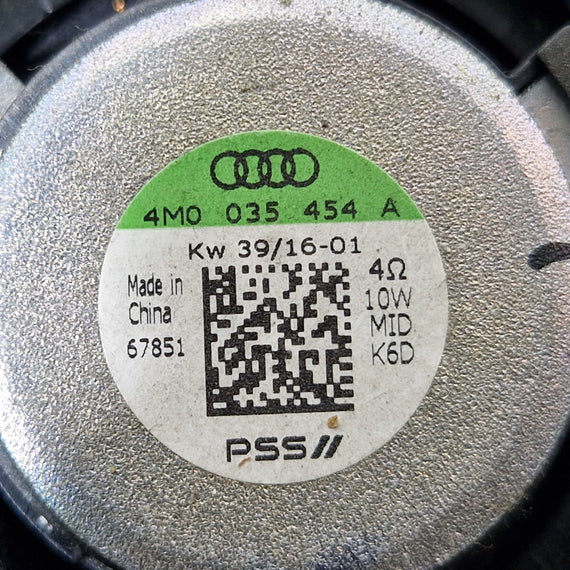 4M0 035 454 A
Kw 39/16-01
Made in
China
67851
4Ω
10W
MID
K6D
PSS//